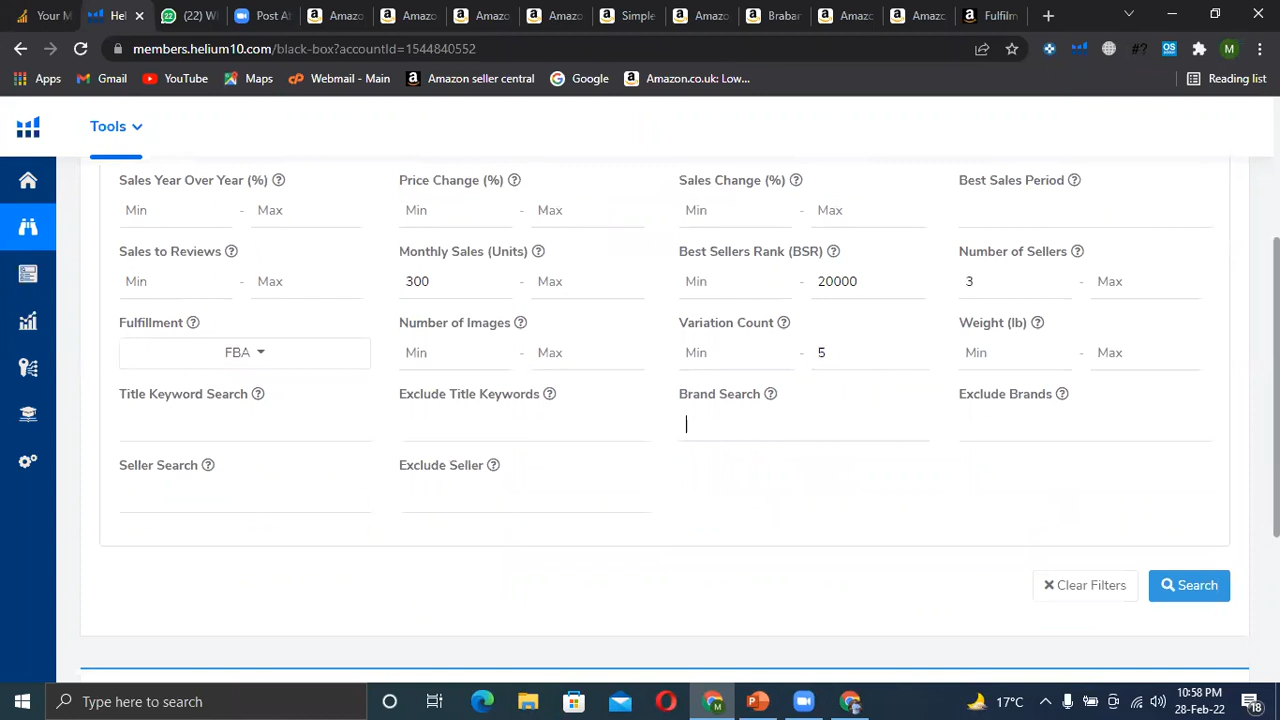 Your M
Hel
(22) W
Post A
Amazo
Amazo
Amazo
Amazo
Simple
Amazo
Braba
Amazo
Amazo
Fulfilm
members.helium10.com/black-box?accountId=1544840552
Apps
Gmail
YouTube
Maps
Webmail - Main
Amazon seller central
Google
Amazon.co.uk: Low...
Reading list
Tools
Sales Year Over Year (%)
Price Change (%)
Sales Change (%)
Best Sales Period
Min - Max
Min - Max
Min - Max
Sales to Reviews
Monthly Sales (Units)
Best Sellers Rank (BSR)
Number of Sellers
Min - Max
300 - Max
Min - 20000
3 - Max
Fulfillment
Number of Images
Variation Count
Weight (lb)
FBA
Min - Max
Min - 5
Min - Max
Title Keyword Search
Exclude Title Keywords
Brand Search
Exclude Brands
Seller Search
Exclude Seller
Clear Filters
Search
Type here to search
17°C
10:58 PM
28-Feb-22
18